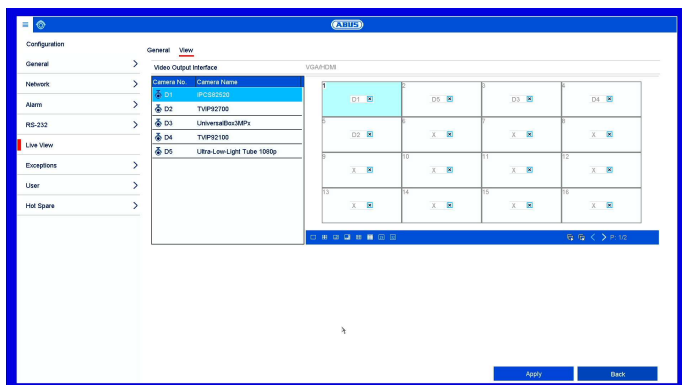 ABUS
Configuration
General View
General
Video Output Interface VGA/HDMI
Network
Camera No. Camera Name
D1 IPCS82520
D2 TVIP92700
D3 UniversalBox3MPx
D4 TVIP92100
D5 Ultra-Low-Light Tube 1080p
Alarm
RS-232
Live View
Exceptions
User
Hot Spare
1 2 3 4
D1 D5 D3 D4
5 6 7 8
D2 X X X
9 10 11 12
X X X X
13 14 15 16
X X X X
P: 1/2
Apply Back